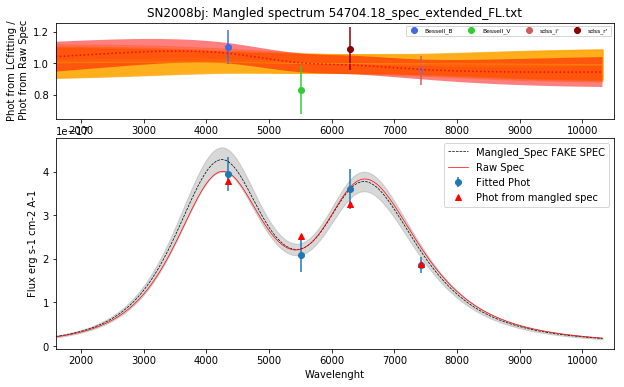 SN2008bj: Mangled spectrum 54704.18_spec_extended_FL.txt
Phot from LCfitting /
Phot from Raw Spec
1.2
1.0
0.8
Bessell_B
Bessell_V
sdss_i'
sdss_r'
2000 3000 4000 5000 6000 7000 8000 9000 10000
1e-17
Flux erg s-1 cm-2 A-1
4
3
2
1
0
Mangled_Spec FAKE SPEC
Raw Spec
Fitted Phot
Phot from mangled spec
2000 3000 4000 5000 6000 7000 8000 9000 10000
Wavelenght